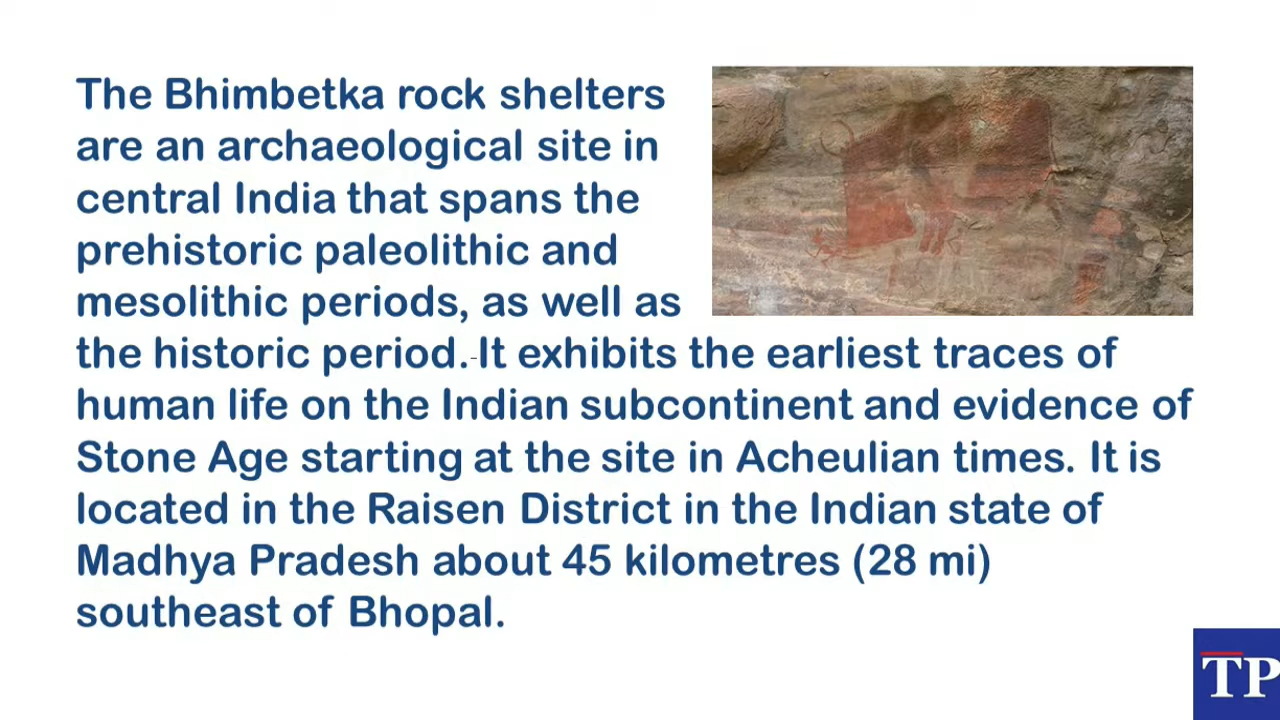 The Bhimbetka rock shelters
are an archaeological site in
central India that spans the
prehistoric paleolithic and
mesolithic periods, as well as
the historic period.-It exhibits the earliest traces of
human life on the Indian subcontinent and evidence of
Stone Age starting at the site in Acheulian times. It is
located in the Raisen District in the Indian state of
Madhya Pradesh about 45 kilometres (28 mi)
southeast of Bhopal.
TP